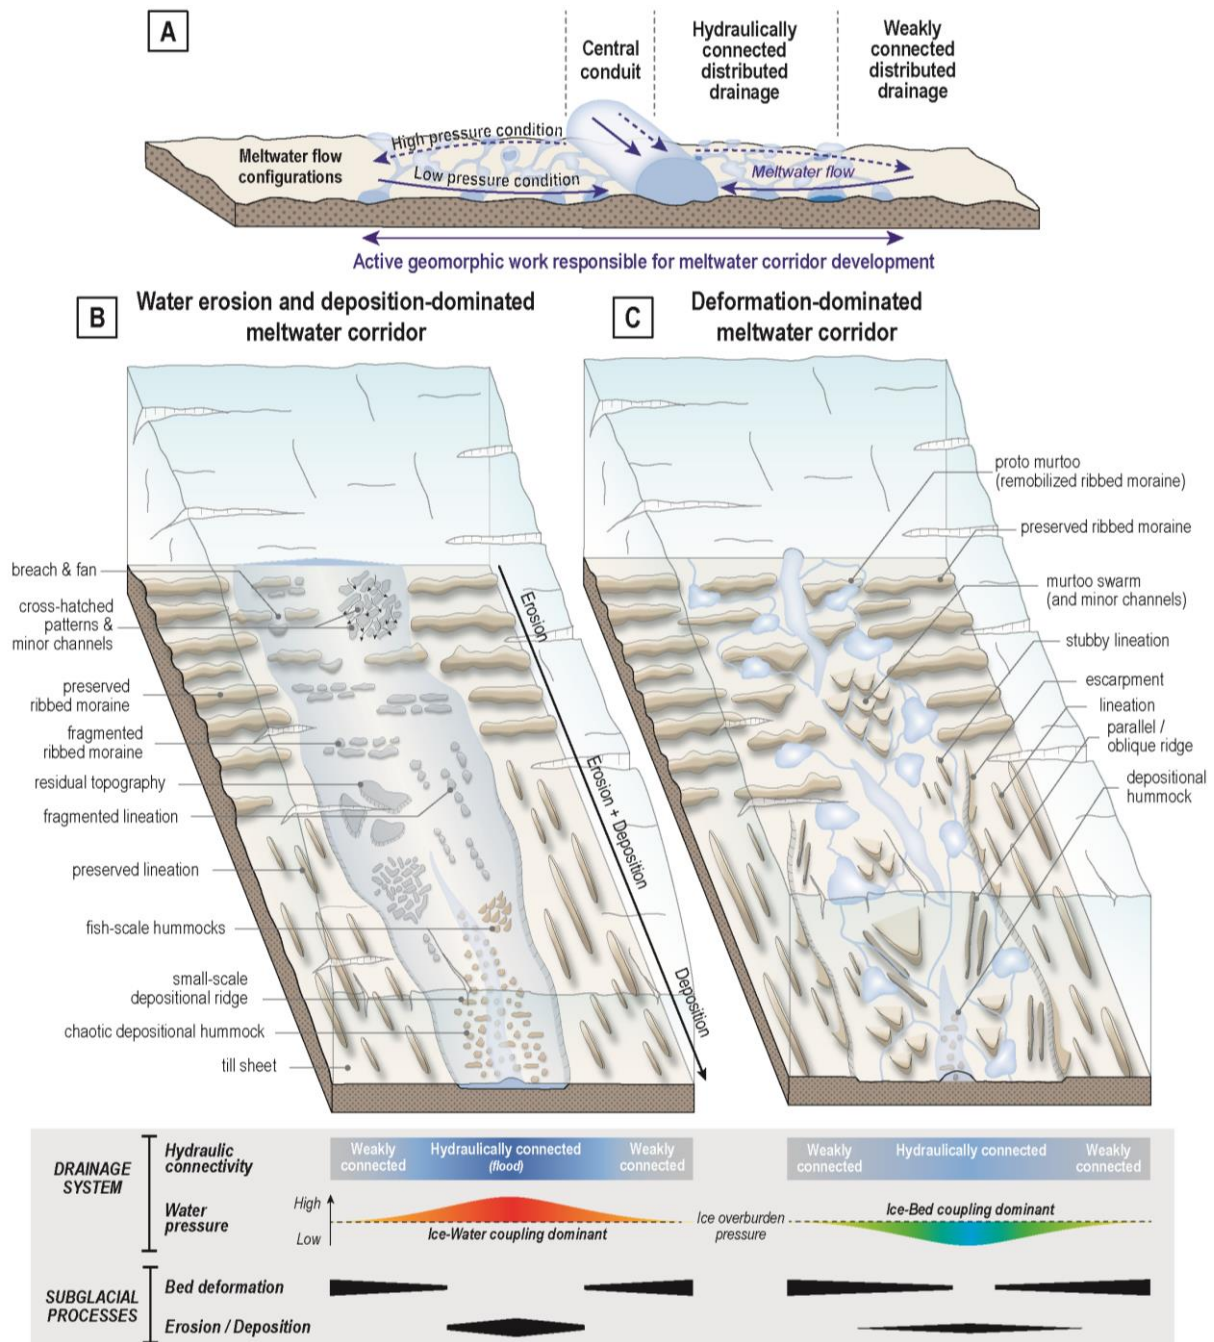 A
Central
conduit
Hydraulically
connected
distributed
drainage
Weakly
connected
distributed
drainage
High pressure condition
Meltwater flow
configurations
Low pressure condition
Meltwater flow
Active geomorphic work responsible for meltwater corridor development
B
Water erosion and deposition-dominated
meltwater corridor
C
Deformation-dominated
meltwater corridor
breach & fan
cross-hatched
patterns &
minor channels
preserved
ribbed moraine
fragmented
ribbed moraine
residual topography
fragmented lineation
preserved lineation
fish-scale hummocks
small-scale
depositional ridge
chaotic depositional hummock
till sheet
Erosion
Erosion + Deposition
Deposition
proto murtoo
(remobilized ribbed moraine)
preserved ribbed moraine
murtoo swarm
(and minor channels)
stubby lineation
escarpment
lineation
parallel /
oblique ridge
depositional
hummock
DRAINAGE
SYSTEM
Hydraulic
connectivity
Weakly
connected
Hydraulically connected
(flood)
Weakly
connected
Weakly
connected
Hydraulically connected
Weakly
connected
Water
pressure
High
Low
Ice-Water coupling dominant
Ice overburden
pressure
Ice-Bed coupling dominant
SUBGLACIAL
PROCESSES
Bed deformation
Erosion / Deposition